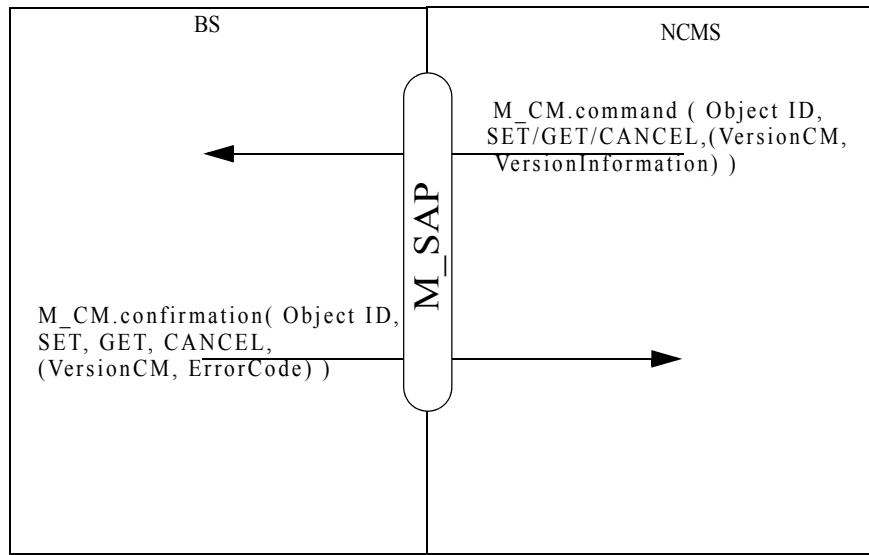 BS
NCMS
M_CM.command ( Object ID,
SET/GET/CANCEL,(VersionCM,
VersionInformation) )
M_SAP
M_CM.confirmation( Object ID,
SET, GET, CANCEL,
(VersionCM, ErrorCode) )